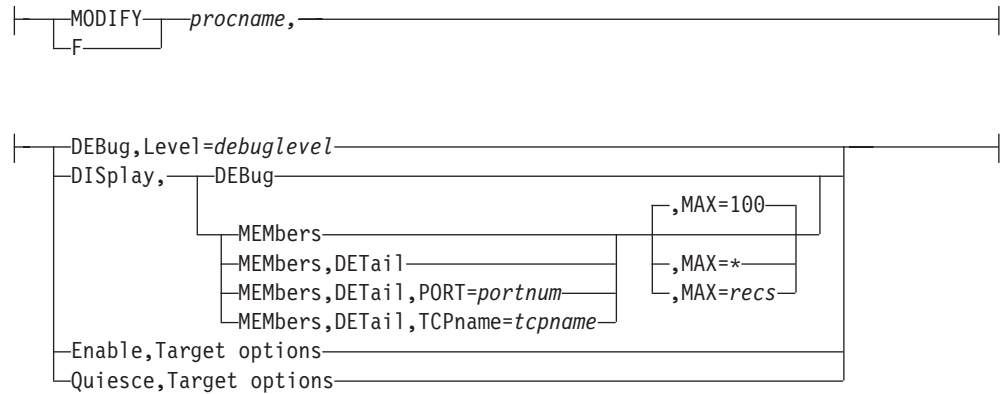 MODIFY procname,
F
DEBug,Level=debuglevel
DISplay, DEBug
,MAX=100
MEMbers
MEMbers,DETail ,MAX=*
MEMbers,DETail,PORT=portnum ,MAX=recs
MEMbers,DETail,TCPname=tcpname
Enable,Target options
Quiesce,Target options